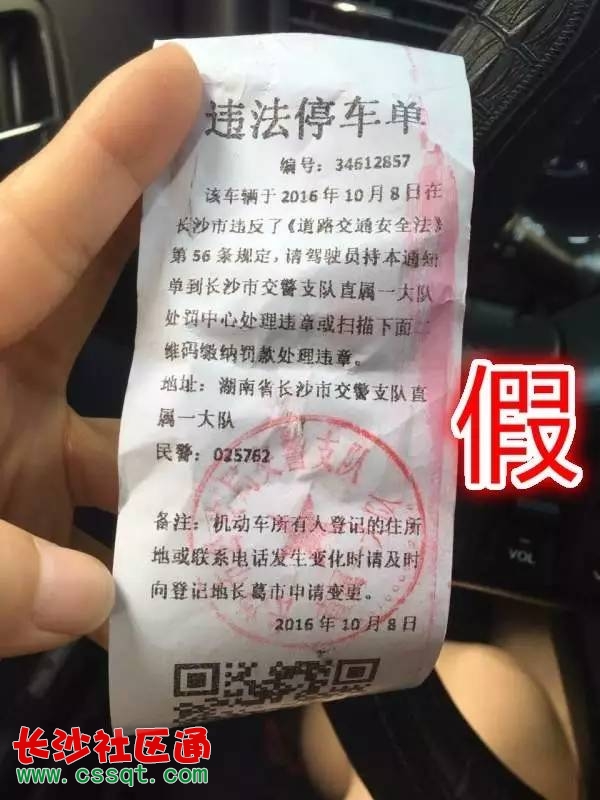 违法停车单
编号：34612857
该车辆于2016年10月8日在
长沙市违反了《道路交通安全法》
第56条规定，请驾驶员持本通知
单到长沙市交警支队直属一大队
处罚中心处理违章或扫描下面二
维码缴纳罚款处理违章。
地址：湖南省长沙市交警支队直
属一大队
民警：025762
交警支队
备注：机动车所有人登记的住所
地或联系电话发生变化时请及时
向登记地长葛市申请变更。
2016年10月8日
假
VOL
长沙社区通
www.cssqt.com